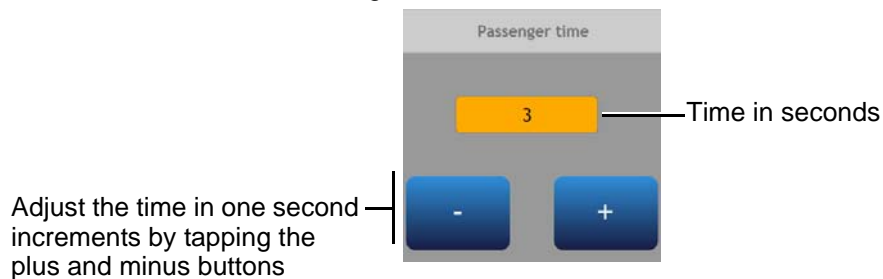 Passenger time
3
Time in seconds
Adjust the time in one second
increments by tapping the
plus and minus buttons
-
+